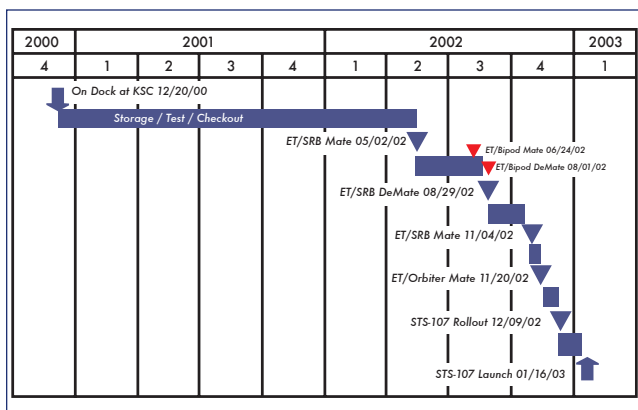 2000 2001 2002 2003
4 1 2 3 4 1 2 3 4 1
On Dock at KSC 12/20/00
Storage / Test / Checkout
ET/SRB Mate 05/02/02
ET/Bipod Mate 06/24/02
ET/Bipod DeMate 08/01/02
ET/SRB DeMate 08/29/02
ET/SRB Mate 11/04/02
ET/Orbiter Mate 11/20/02
STS-107 Rollout 12/09/02
STS-107 Launch 01/16/03